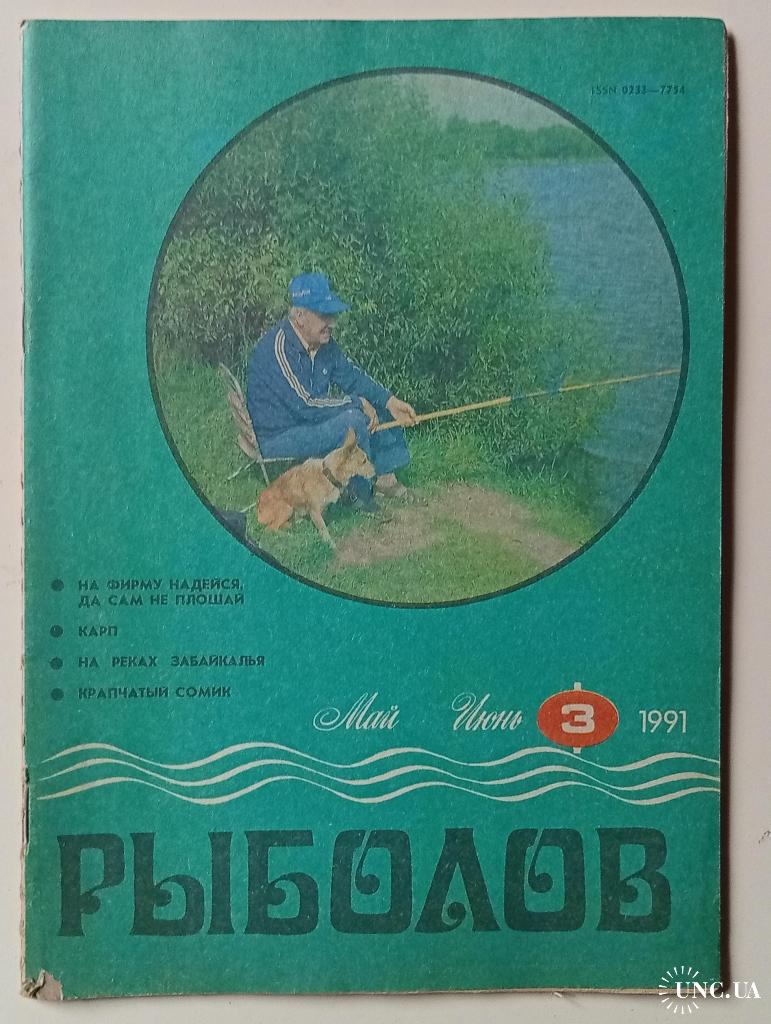 ISSN 0233—7754
НА ФИРМУ НАДЕЙСЯ,
ДА САМ НЕ ПЛОШАЙ
КАРП
НА РЕКАХ ЗАБАЙКАЛЬЯ
КРАПЧАТЫЙ СОМИК
Май Июнь 3 1991
РЫБОЛОВ
UNC.UA